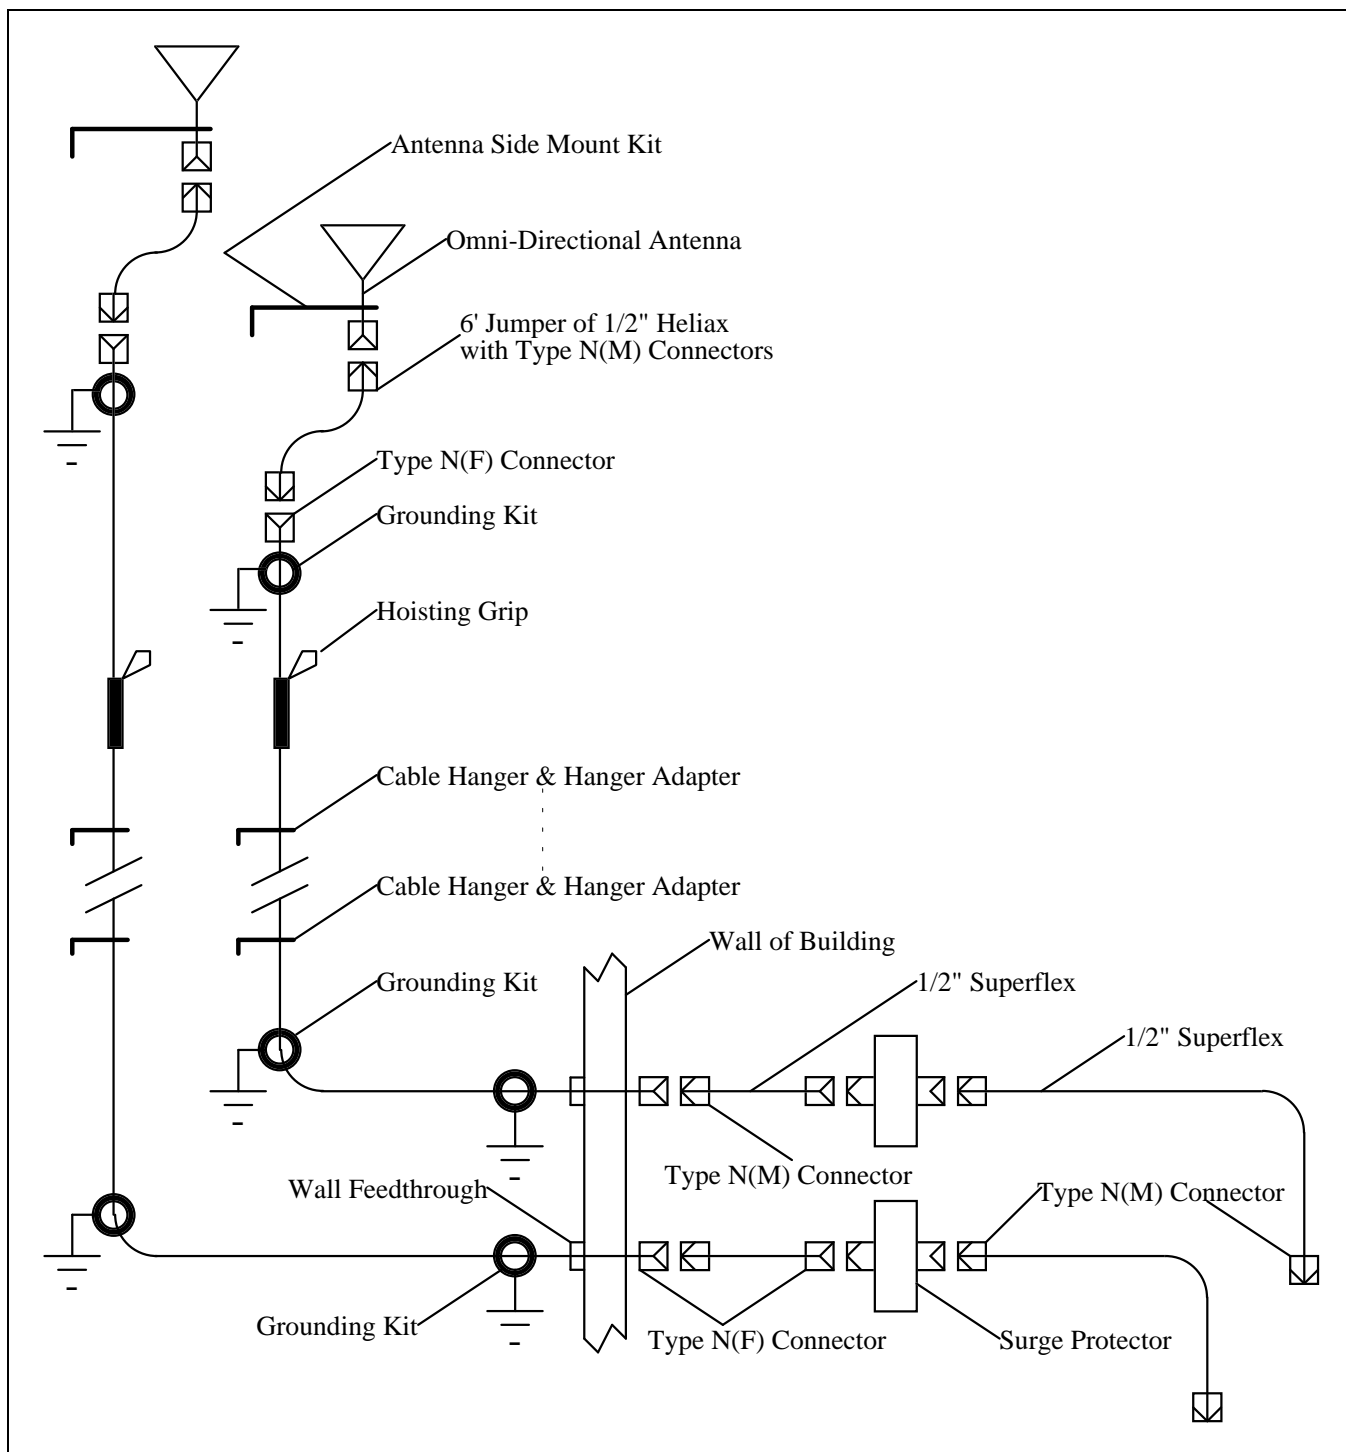 Antenna Side Mount Kit
Omni-Directional Antenna
6' Jumper of 1/2" Heliax
with Type N(M) Connectors
Type N(F) Connector
Grounding Kit
Hoisting Grip
Cable Hanger & Hanger Adapter
Cable Hanger & Hanger Adapter
Wall of Building
Grounding Kit
1/2" Superflex
1/2" Superflex
Type N(M) Connector
Wall Feedthrough
Type N(M) Connector
Grounding Kit
Type N(F) Connector
Surge Protector